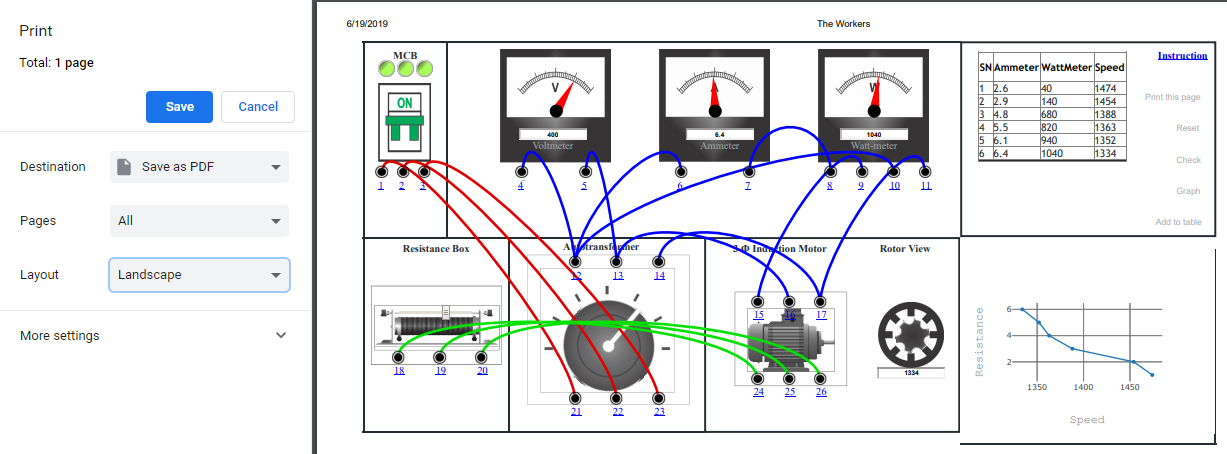 Print
Total: 1 page
Save
Cancel
Destination
Save as PDF
Pages
All
Layout
Landscape
More settings
6/19/2019
The Workers
MCB
ON
1 2 3
V
400
Voltmeter
4 5
A
6.4
Ammeter
6 7
W
1040
Watt-meter
8 9 10 11
SN Ammeter WattMeter Speed
1 2.6 40 1474
2 2.9 140 1454
3 4.8 680 1388
4 5.5 820 1363
5 6.1 940 1352
6 6.4 1040 1334
Instruction
Print this page
Reset
Check
Graph
Add to table
Resistance Box
18 19 20
Autotransformer
12 13 14
21 22 23
3-Φ Induction Motor
15 16 17
24 25 26
Rotor View
1334
Resistance
6
4
2
1350 1400 1450
Speed